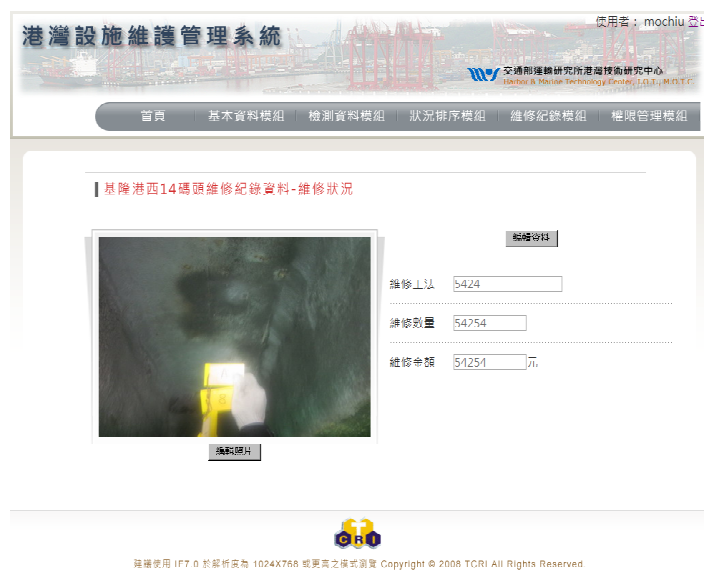 使用者： mochiu 登出
港灣設施維護管理系統
交通部運輸研究所港灣技術研究中心
Harbor & Marine Technology Center, I.O.T., M.O.T.C
首頁 基本資料模組 檢測資料模組 狀況排序模組 維修紀錄模組 權限管理模組
基隆港西14碼頭維修紀錄資料-維修狀況
編輯資料
維修工法 5424
維修數量 54254
維修金額 54254 元
編輯照片
TCRI
建議使用 IE7.0 於解析度為 1024X768 或更高之模式瀏覽 Copyright © 2008 TCRI All Rights Reserved.